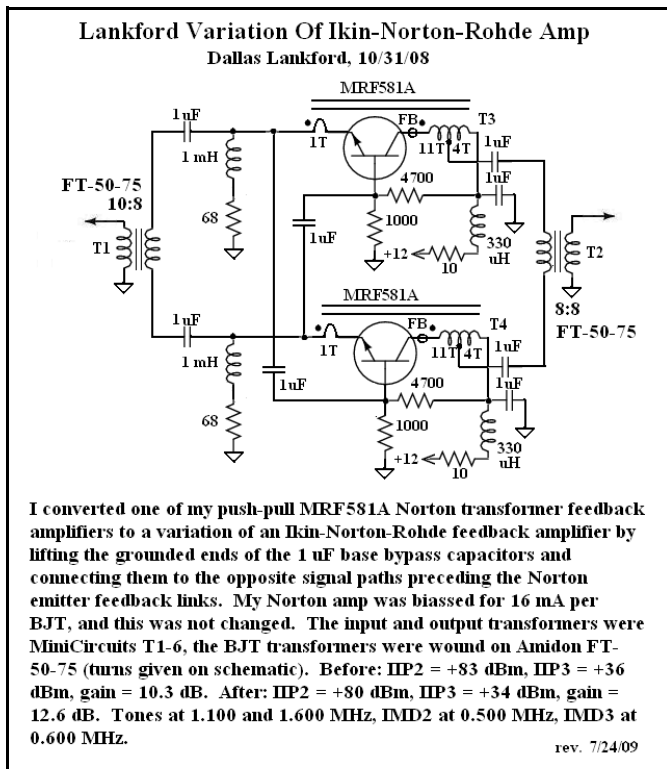 Lankford Variation Of Ikin-Norton-Rohde Amp
Dallas Lankford, 10/31/08
MRF581A
1uF
FB
T3
1T
11T 4T
1uF
1 mH
FT-50-75
10:8
4700
1uF
68
1000
T1
1uF
+12
10
330
uH
T2
MRF581A
8:8
FT-50-75
1uF
FB
T4
1T
11T 4T
1uF
1 mH
1uF
4700
1uF
68
1000
+12
10
330
uH
I converted one of my push-pull MRF581A Norton transformer feedback
amplifiers to a variation of an Ikin-Norton-Rohde feedback amplifier by
lifting the grounded ends of the 1 uF base bypass capacitors and
connecting them to the opposite signal paths preceding the Norton
emitter feedback links. My Norton amp was biassed for 16 mA per
BJT, and this was not changed. The input and output transformers were
MiniCircuits T1-6, the BJT transformers were wound on Amidon FT-
50-75 (turns given on schematic). Before: IIP2 = +83 dBm, IIP3 = +36
dBm, gain = 10.3 dB. After: IIP2 = +80 dBm, IIP3 = +34 dBm, gain =
12.6 dB. Tones at 1.100 and 1.600 MHz, IMD2 at 0.500 MHz, IMD3 at
0.600 MHz.
rev. 7/24/09